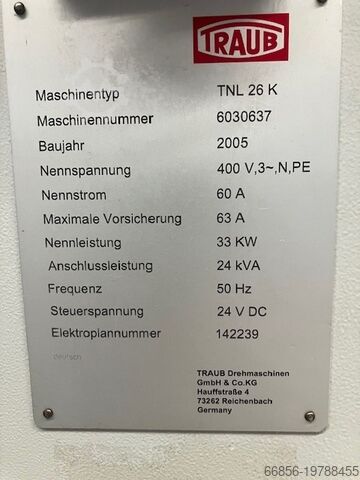 TRAUB
Maschinentyp TNL 26 K
Maschinennummer 6030637
Baujahr 2005
Nennspannung 400 V,3~,N,PE
Nennstrom 60 A
Maximale Vorsicherung 63 A
Nennleistung 33 KW
Anschlussleistung 24 kVA
Frequenz 50 Hz
Steuerspannung 24 V DC
Elektroplannummer 142239
deutsch
TRAUB Drehmaschinen
GmbH & Co.KG
Hauffstraße 4
73262 Reichenbach
Germany
66856-19788455